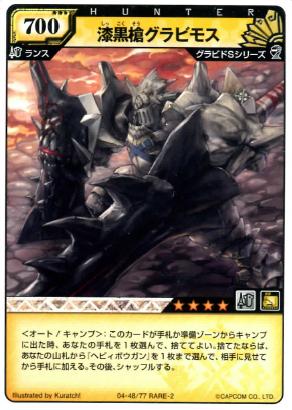 HUNTER
700
しっ こく そう
漆黒槍グラビモス
ランス
グラビドSシリーズ
<オート!キャンプ>:このカードが手札か準備ゾーンからキャンプ
に出た時、あなたの手札を1枚選んで、捨ててよい。捨てたならば、
あなたの山札から「ヘビィボウガン」を1枚まで選んで、相手に見せて
から手札に加える。その後、シャッフルする。
Illustrated by Kuratch!
04-48/77 RARE-2
©CAPCOM CO., LTD.